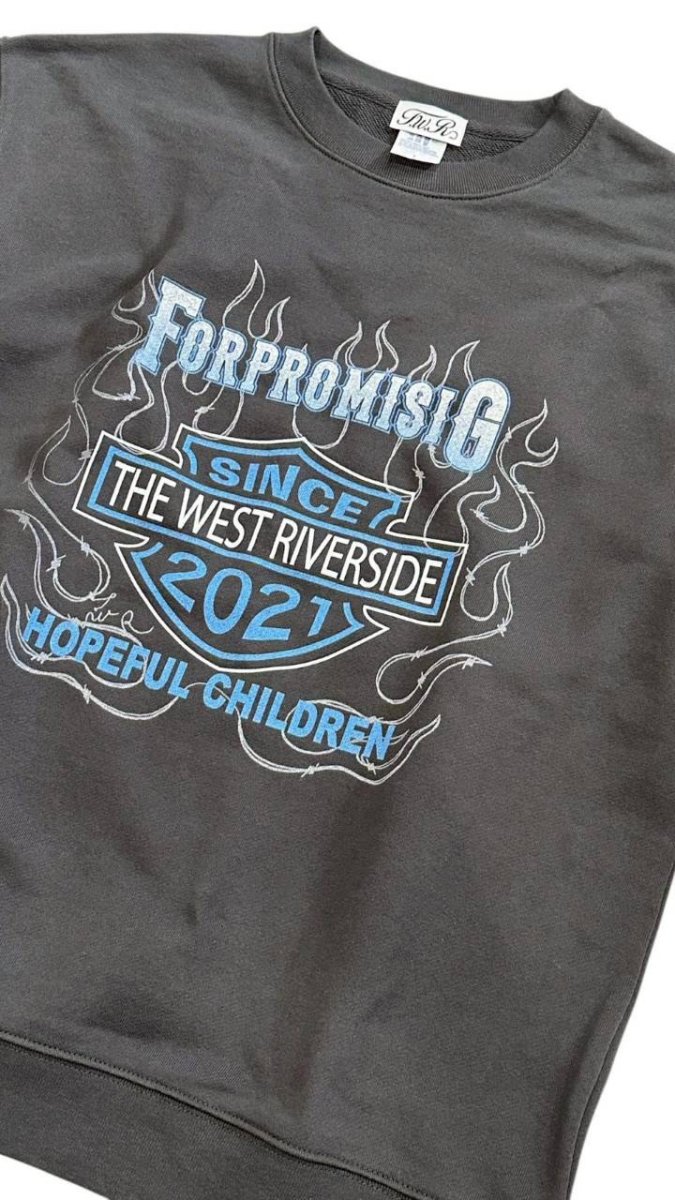 T.W.R
FORPROMISIG
SINCE
THE WEST RIVERSIDE
2021
HOPEFUL CHILDREN